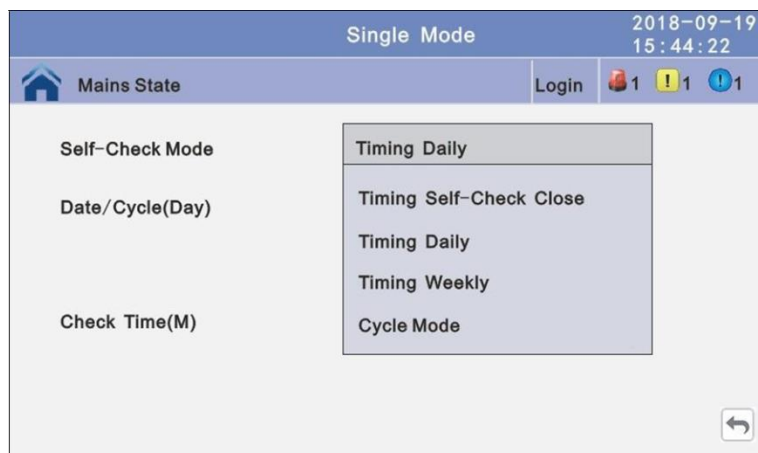 Single Mode
2018-09-19
15:44:22
Mains State
Login
1
1
1
Self-Check Mode
Timing Daily
Date/Cycle(Day)
Timing Self-Check Close
Timing Daily
Timing Weekly
Check Time(M)
Cycle Mode